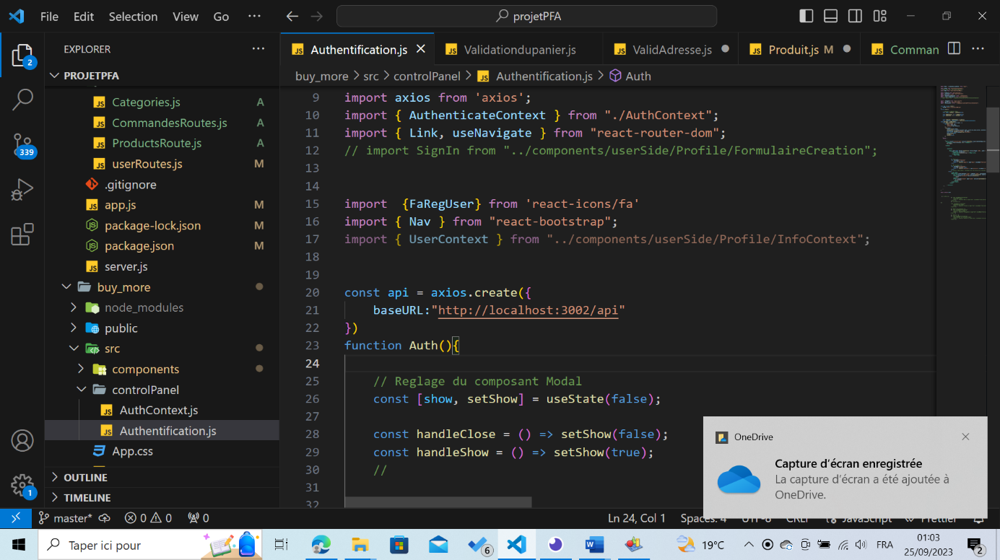 File Edit Selection View Go ··· projetPFA
EXPLORER ···
PROJETPFA
Categories.js A
CommandesRoutes.js A
ProductsRoute.js A
userRoutes.js M
.gitignore
app.js M
package-lock.json M
package.json M
server.js
buy_more
node_modules
public
src
components
controlPanel
AuthContext.js
Authentification.js
App.css
OUTLINE
TIMELINE
2
339
1
Authentification.js Validationdupanier.js ValidAdresse.js Produit.js M Comman ···
buy_more > src > controlPanel > Authentification.js > Auth
9 import axios from 'axios';
10 import { AuthenticateContext } from "./AuthContext";
11 import { Link, useNavigate } from "react-router-dom";
12 // import SignIn from "../components/userSide/Profile/FormulaireCreation";
13
14
15 import  {FaRegUser} from 'react-icons/fa'
16 import { Nav } from "react-bootstrap";
17 import { UserContext } from "../components/userSide/Profile/InfoContext";
18
19
20 const api = axios.create({
21     baseURL:"http://localhost:3002/api"
22 })
23 function Auth(){
24
25     // Reglage du composant Modal
26     const [show, setShow] = useState(false);
27
28     const handleClose = () => setShow(false);
29     const handleShow = () => setShow(true);
30     //
31
32
OneDrive
Capture d'écran enregistrée
La capture d'écran a été ajoutée à
OneDrive.
master* 0 0 0 Ln 24, Col 1 Spaces: 4 UTF-8 CRLF JavaScript Prettier
Taper ici pour 6 19°C FRA 01:03
25/09/2023 2